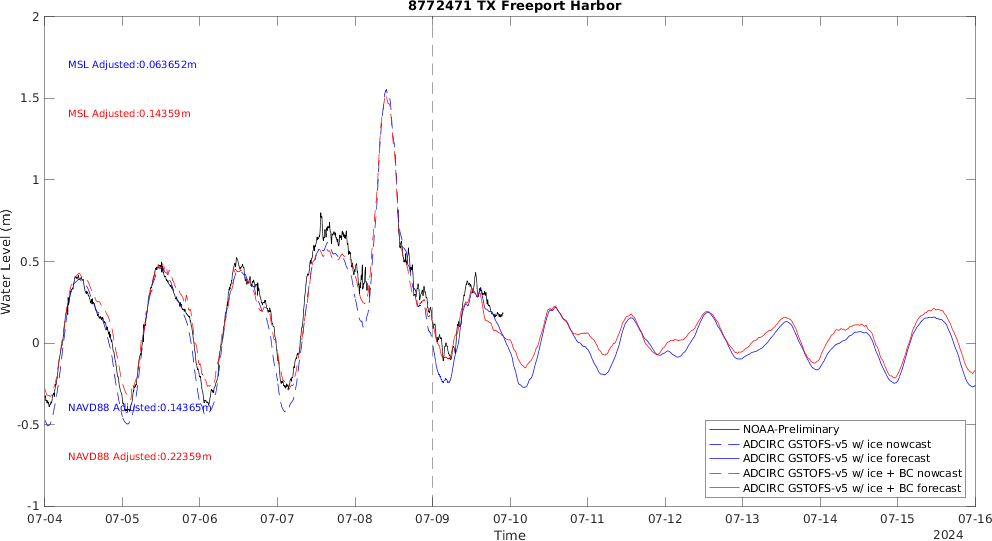 8772471 TX Freeport Harbor
2
1.5
1
0.5
0
-0.5
-1
Water Level (m)
MSL Adjusted:0.063652m
MSL Adjusted:0.14359m
NAVD88 Adjusted:0.14365m
NAVD88 Adjusted:0.22359m
NOAA-Preliminary
ADCIRC GSTOFS-v5 w/ ice nowcast
ADCIRC GSTOFS-v5 w/ ice forecast
ADCIRC GSTOFS-v5 w/ ice + BC nowcast
ADCIRC GSTOFS-v5 w/ ice + BC forecast
07-04 07-05 07-06 07-07 07-08 07-09 07-10 07-11 07-12 07-13 07-14 07-15 07-16
Time
2024